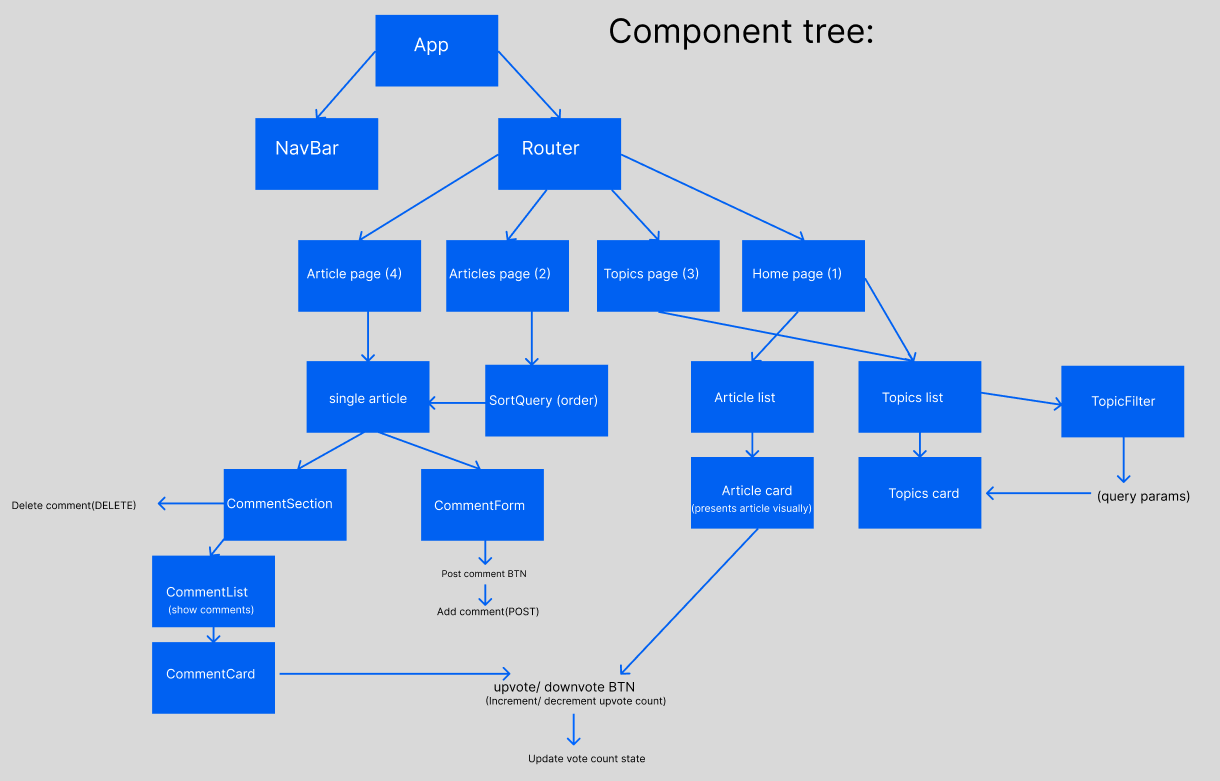 Component tree:
App
NavBar
Router
Article page (4)
Articles page (2)
Topics page (3)
Home page (1)
single article
SortQuery (order)
Article list
Topics list
TopicFilter
Delete comment(DELETE)
CommentSection
CommentForm
Article card
(presents article visually)
Topics card
(query params)
Post comment BTN
Add comment(POST)
CommentList
(show comments)
CommentCard
upvote/ downvote BTN
(Increment/ decrement upvote count)
Update vote count state